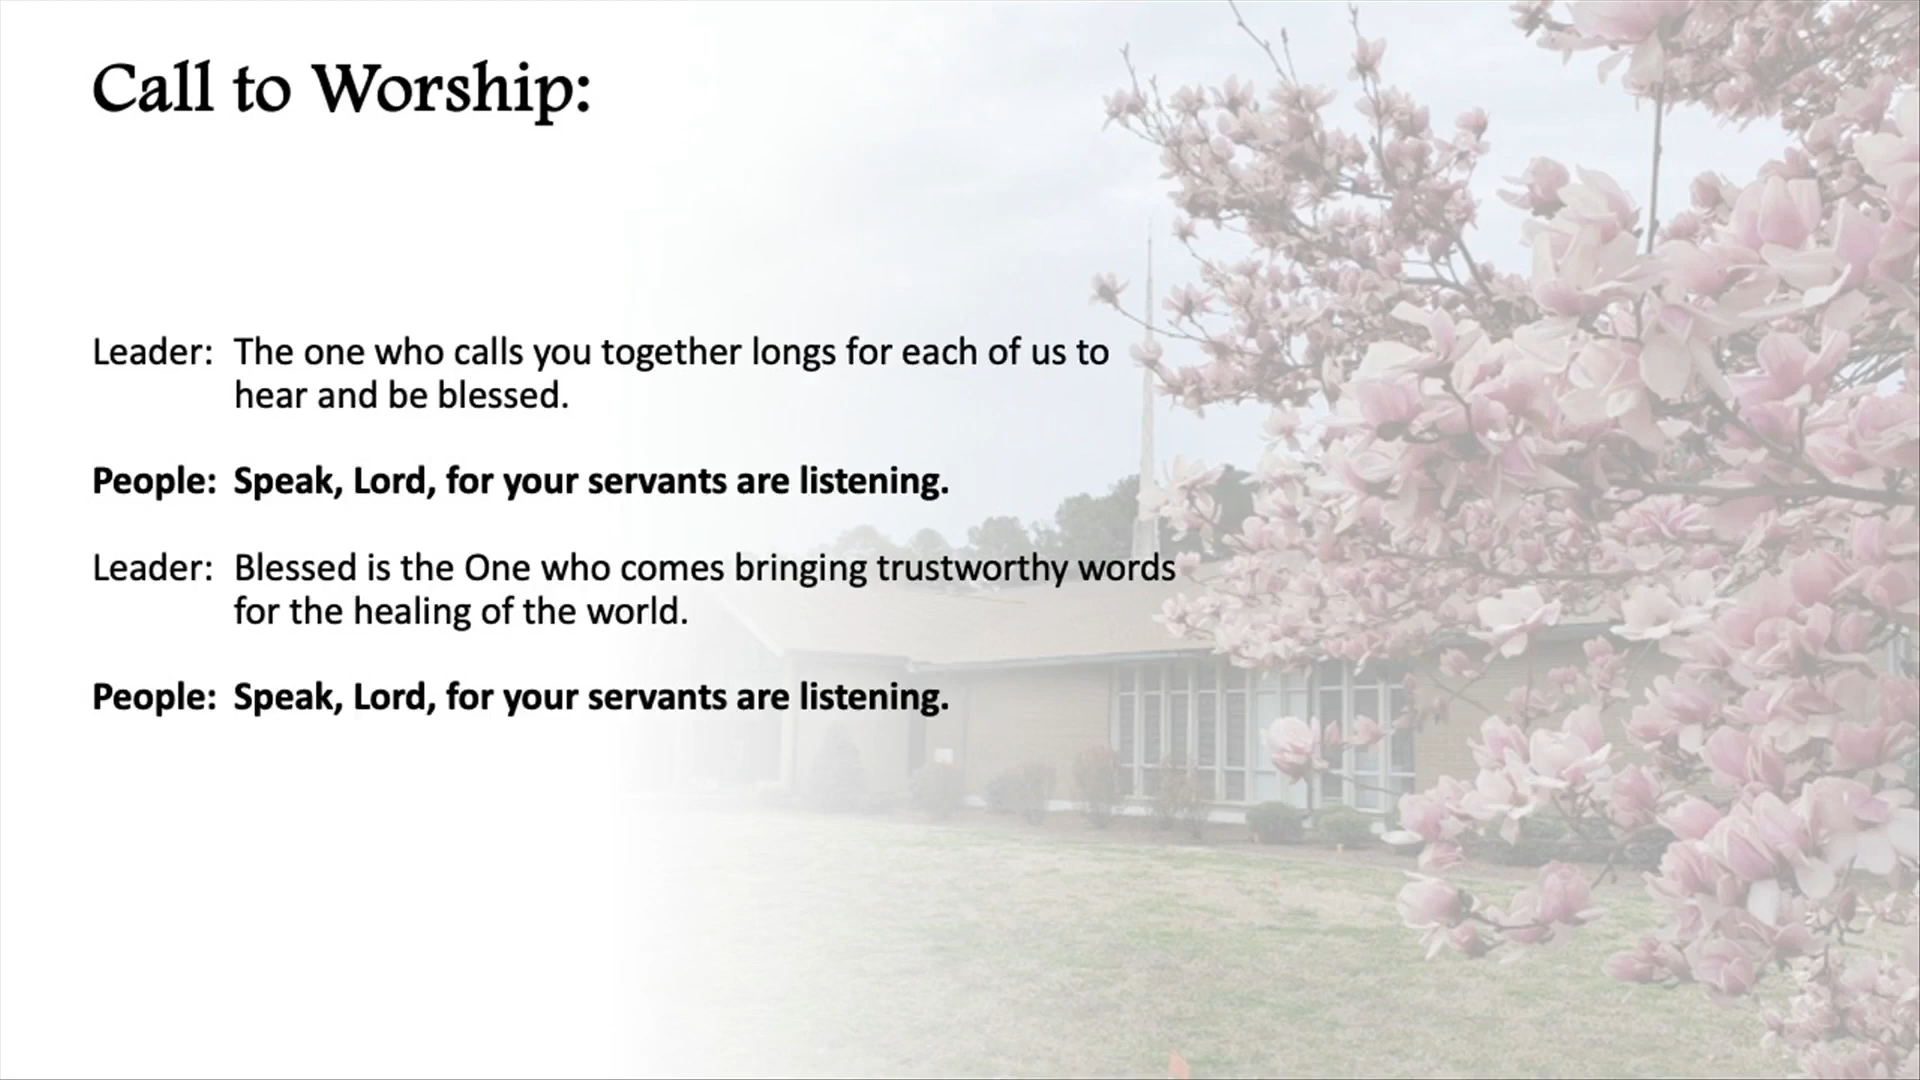 Call to Worship:
Leader: The one who calls you together longs for each of us to
hear and be blessed.
People: Speak, Lord, for your servants are listening.
Leader: Blessed is the One who comes bringing trustworthy words
for the healing of the world.
People: Speak, Lord, for your servants are listening.